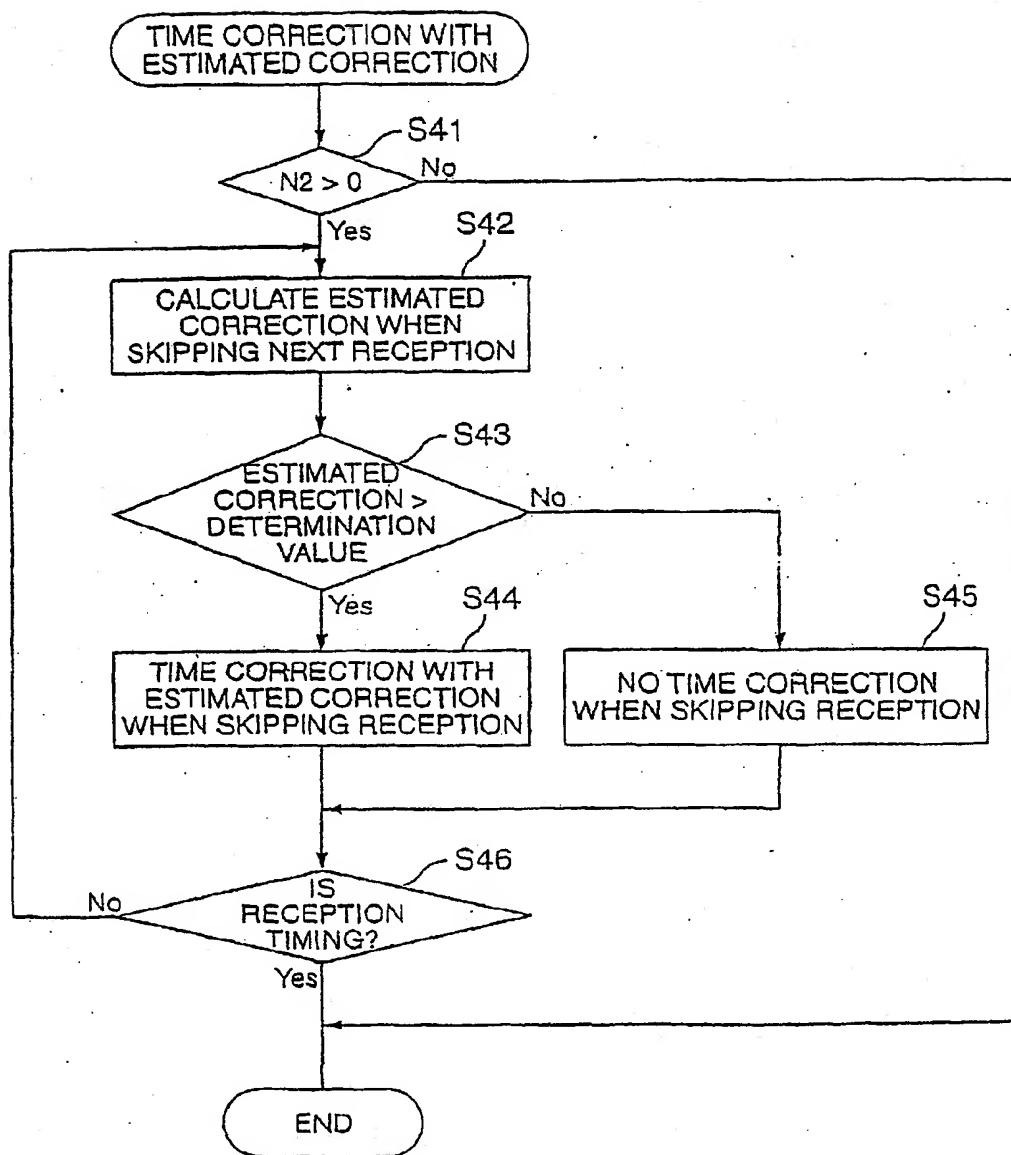 TIME CORRECTION WITH
ESTIMATED CORRECTION
S41
N2 > 0
No
Yes
S42
CALCULATE ESTIMATED
CORRECTION WHEN
SKIPPING NEXT RECEPTION
S43
ESTIMATED
CORRECTION >
DETERMINATION
VALUE
No
Yes
S44
TIME CORRECTION WITH
ESTIMATED CORRECTION
WHEN SKIPPING RECEPTION
S45
NO TIME CORRECTION
WHEN SKIPPING RECEPTION
S46
IS
RECEPTION
TIMING?
No
Yes
END